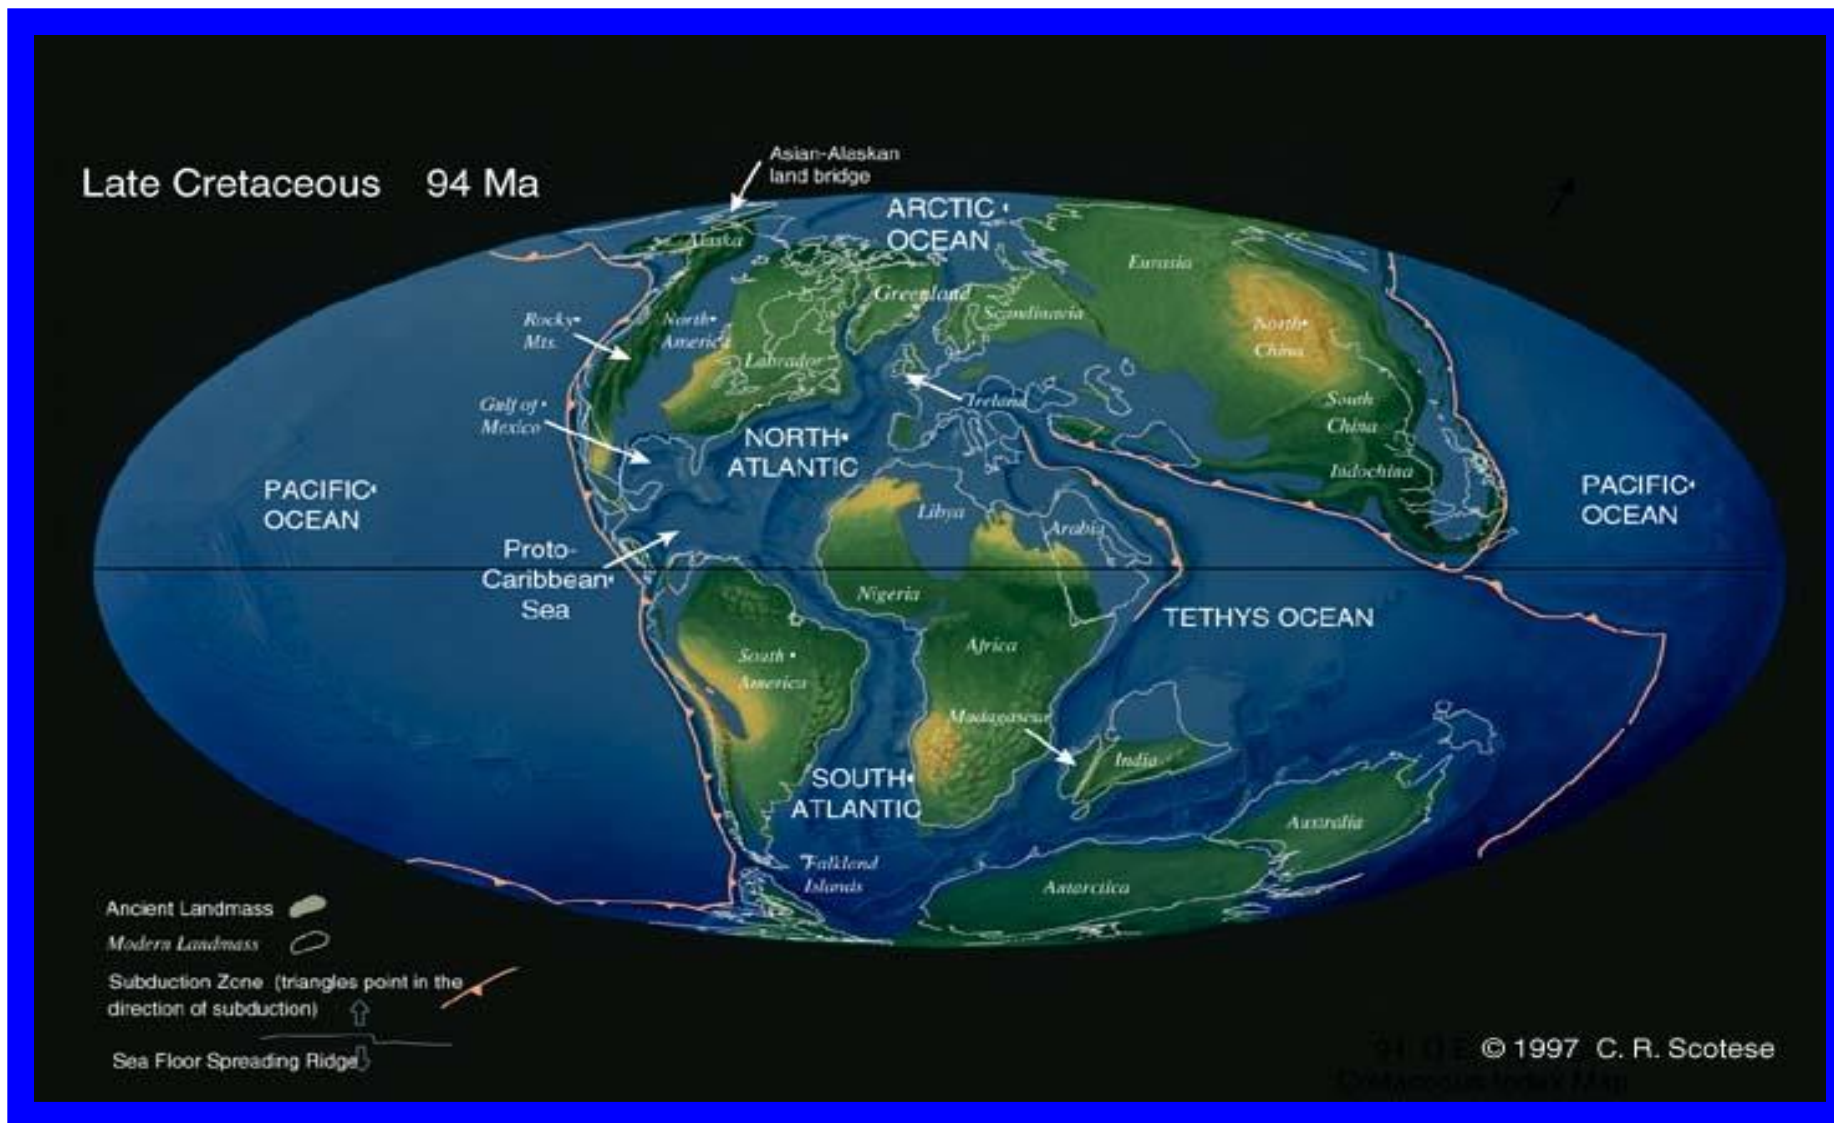 Late Cretaceous 94 Ma
Asian-Alaskan
land bridge
ARCTIC
OCEAN
Alaska
Eurasia
Greenland
Scandinavia
Rocky
Mts.
North
America
North
China
Labrador
Ireland
Gulf of
Mexico
South
China
NORTH
ATLANTIC
Indochina
PACIFIC
OCEAN
PACIFIC
OCEAN
Libya
Arabia
Proto-
Caribbean
Sea
Nigeria
TETHYS OCEAN
Africa
South
America
Madagascar
India
SOUTH
ATLANTIC
Australia
Falkland
Islands
Antarctica
Ancient Landmass
Modern Landmass
Subduction Zone (triangles point in the
direction of subduction)
Sea Floor Spreading Ridge
© 1997 C. R. Scotese
Cretaceous Index Map